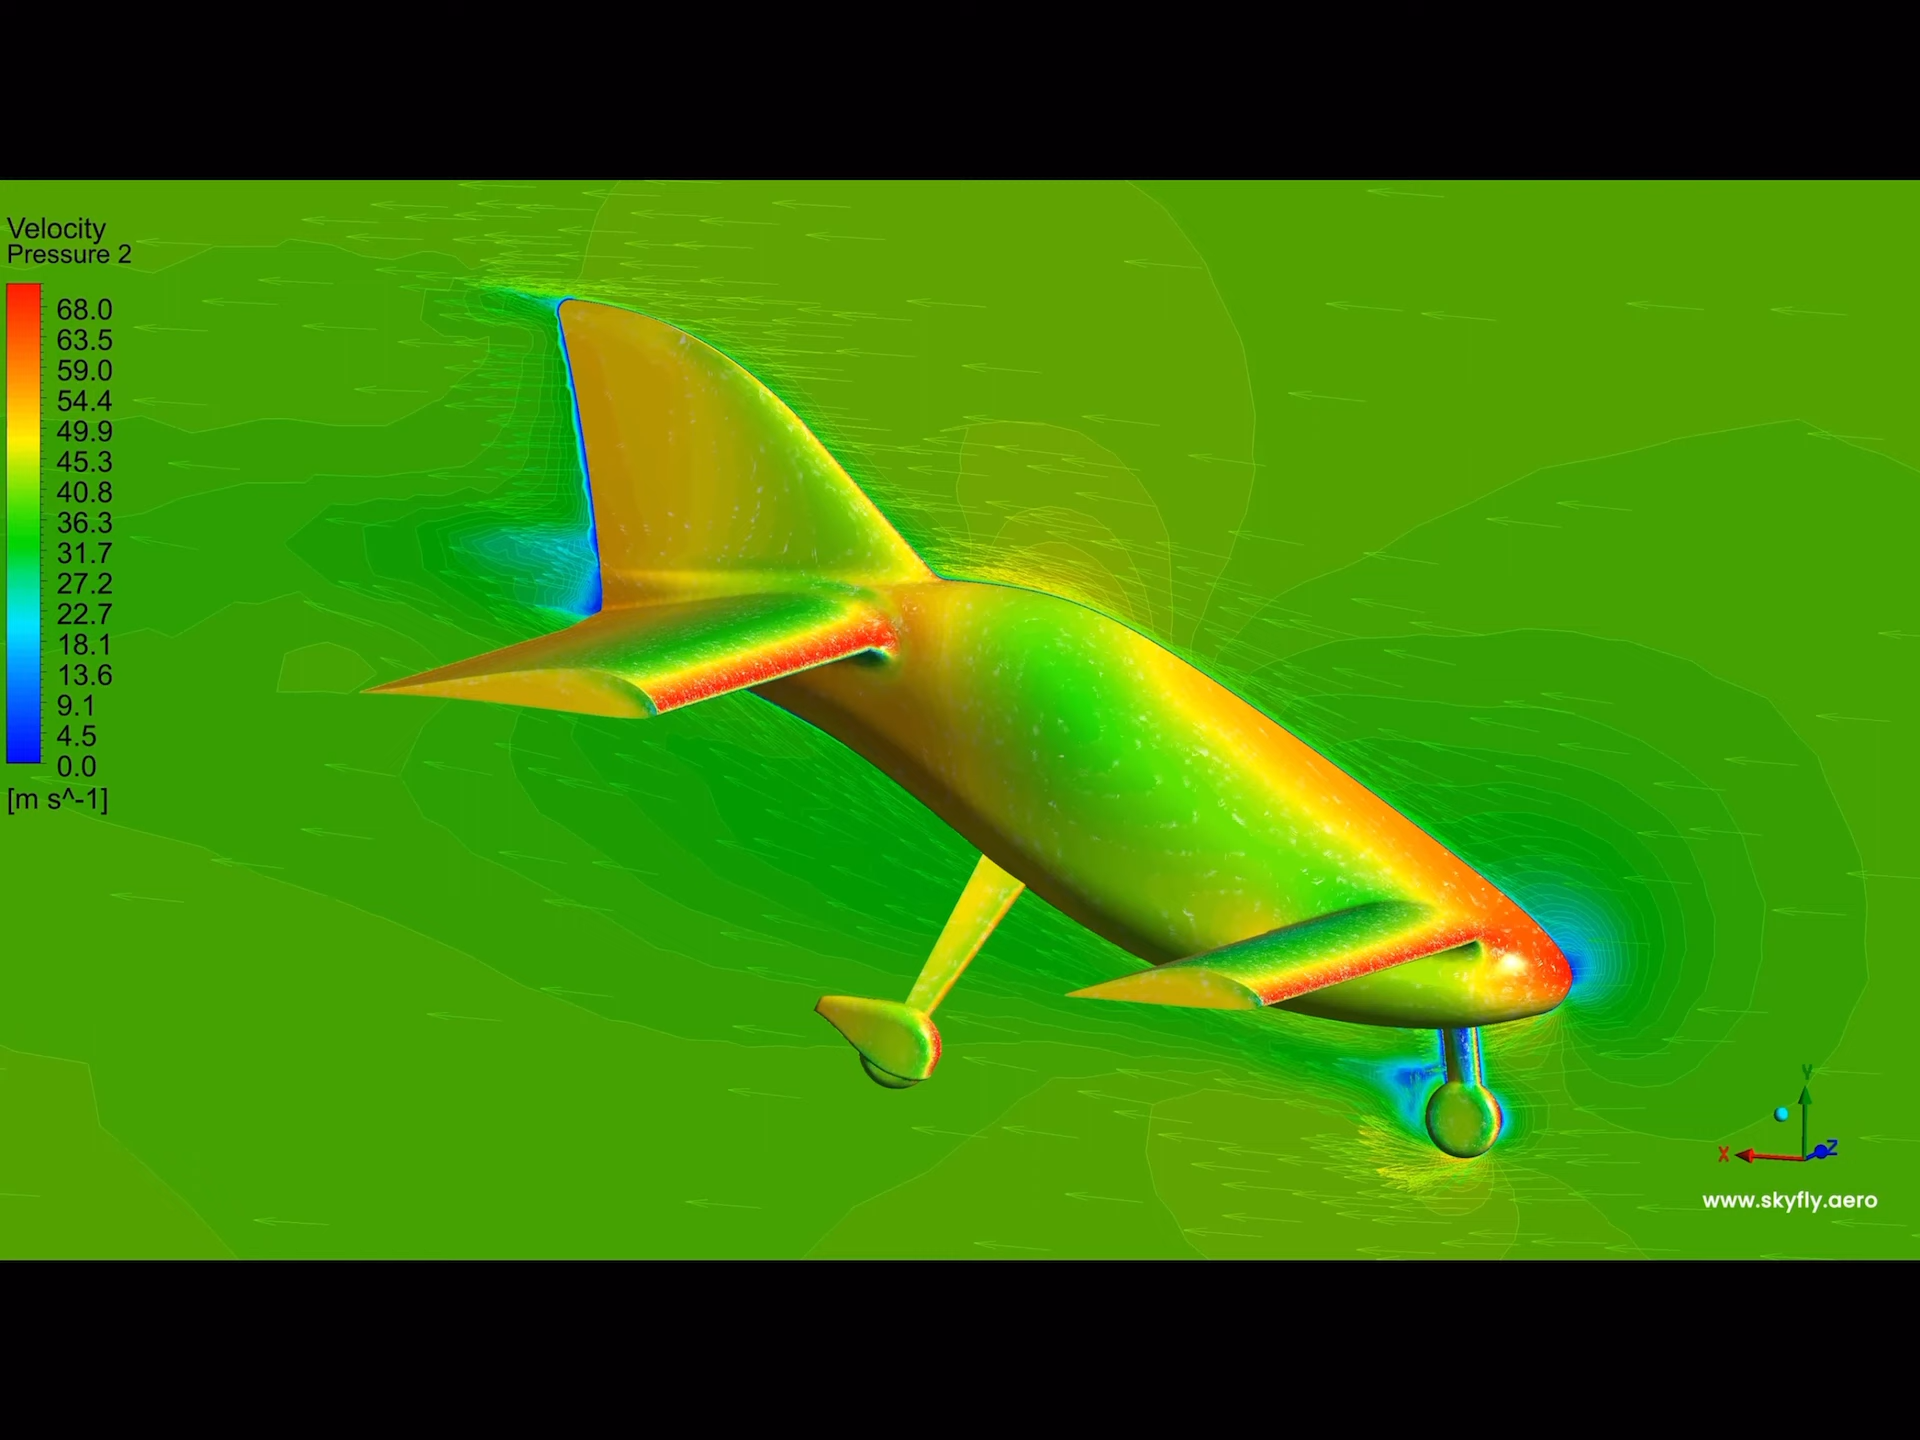 Velocity
Pressure 2
68.0
63.5
59.0
54.4
49.9
45.3
40.8
36.3
31.7
27.2
22.7
18.1
13.6
9.1
4.5
0.0
[m s^-1]
Y
X
Z
www.skyfly.aero